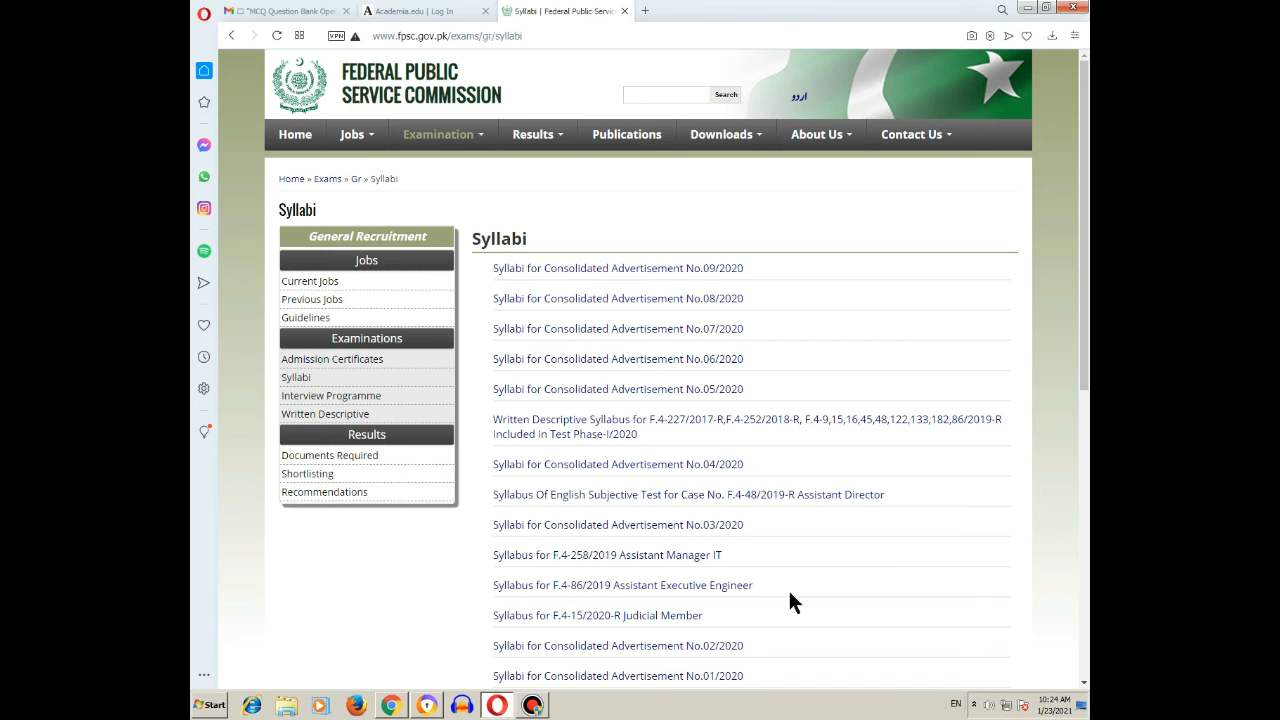 "MCQ Question Bank Ope
Academia.edu | Log In
Syllabi | Federal Public Servic
VPN
www.fpsc.gov.pk/exams/gr/syllabi
FEDERAL PUBLIC
SERVICE COMMISSION
Search
اردو
Home
Jobs
Examination
Results
Publications
Downloads
About Us
Contact Us
Home » Exams » Gr » Syllabi
Syllabi
General Recruitment
Jobs
Current Jobs
Previous Jobs
Guidelines
Examinations
Admission Certificates
Syllabi
Interview Programme
Written Descriptive
Results
Documents Required
Shortlisting
Recommendations
Syllabi
Syllabi for Consolidated Advertisement No.09/2020
Syllabi for Consolidated Advertisement No.08/2020
Syllabi for Consolidated Advertisement No.07/2020
Syllabi for Consolidated Advertisement No.06/2020
Syllabi for Consolidated Advertisement No.05/2020
Written Descriptive Syllabus for F.4-227/2017-R,F.4-252/2018-R, F.4-9,15,16,45,48,122,133,182,86/2019-R
Included in Test Phase-I/2020
Syllabi for Consolidated Advertisement No.04/2020
Syllabus Of English Subjective Test for Case No. F.4-48/2019-R Assistant Director
Syllabi for Consolidated Advertisement No.03/2020
Syllabus for F.4-258/2019 Assistant Manager IT
Syllabus for F.4-86/2019 Assistant Executive Engineer
Syllabus for F.4-15/2020-R Judicial Member
Syllabi for Consolidated Advertisement No.02/2020
Syllabi for Consolidated Advertisement No.01/2020
Start
EN
10:24 AM
1/23/2021